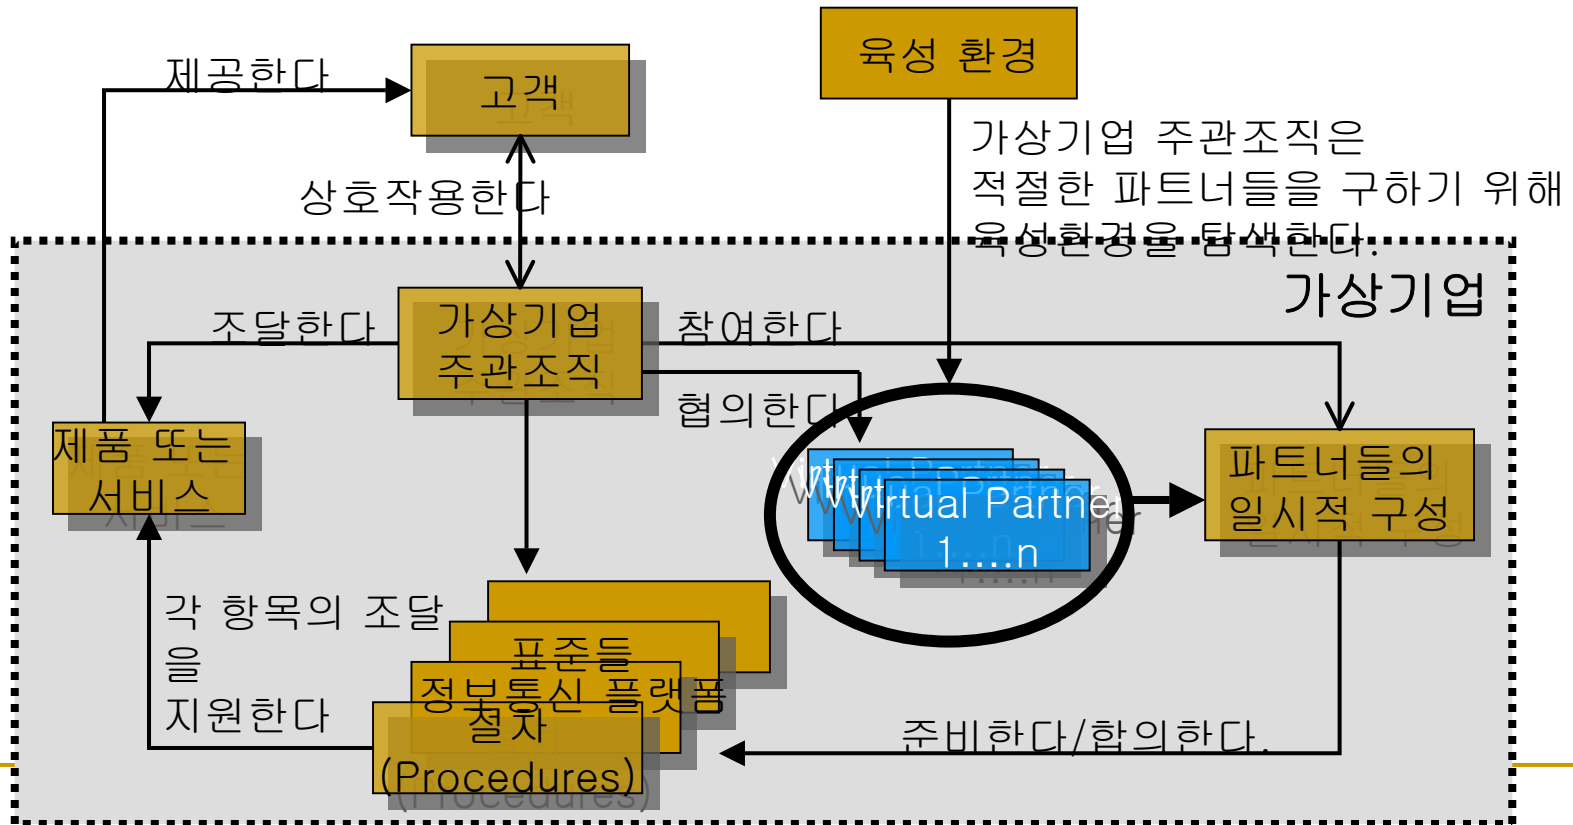 육성 환경
제공한다
고객
가상기업 주관조직은
적절한 파트너들을 구하기 위해
육성환경을 탐색한다.
상호작용한다
가상기업
조달한다
가상기업
주관조직
참여한다
협의한다
제품 또는
서비스
Virtual Partner
1....n
파트너들의
일시적 구성
각 항목의 조달
을
지원한다
표준들
정보통신 플랫폼
절차
(Procedures)
준비한다/합의한다.